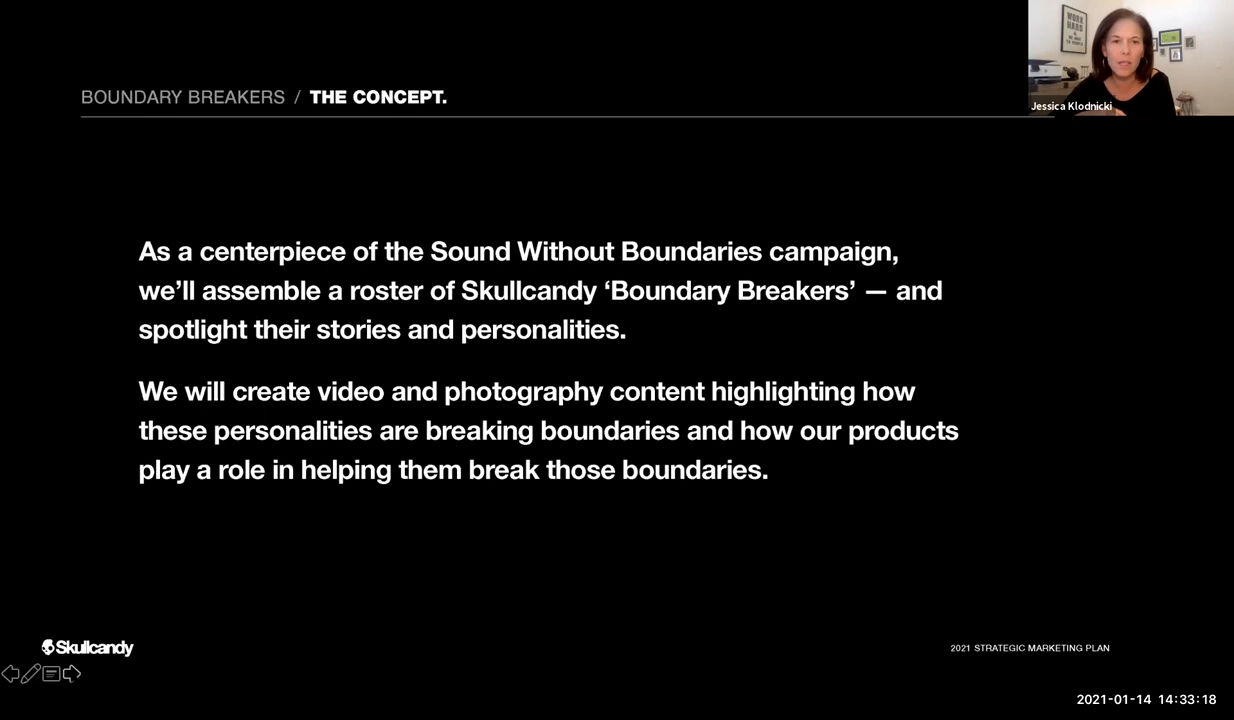 BOUNDARY BREAKERS / THE CONCEPT.
WORK
HARD
Jessica Klodnicki
As a centerpiece of the Sound Without Boundaries campaign,
we’ll assemble a roster of Skullcandy ‘Boundary Breakers’ — and
spotlight their stories and personalities.
We will create video and photography content highlighting how
these personalities are breaking boundaries and how our products
play a role in helping them break those boundaries.
Skullcandy
2021 STRATEGIC MARKETING PLAN
2021-01-14 14:33:18